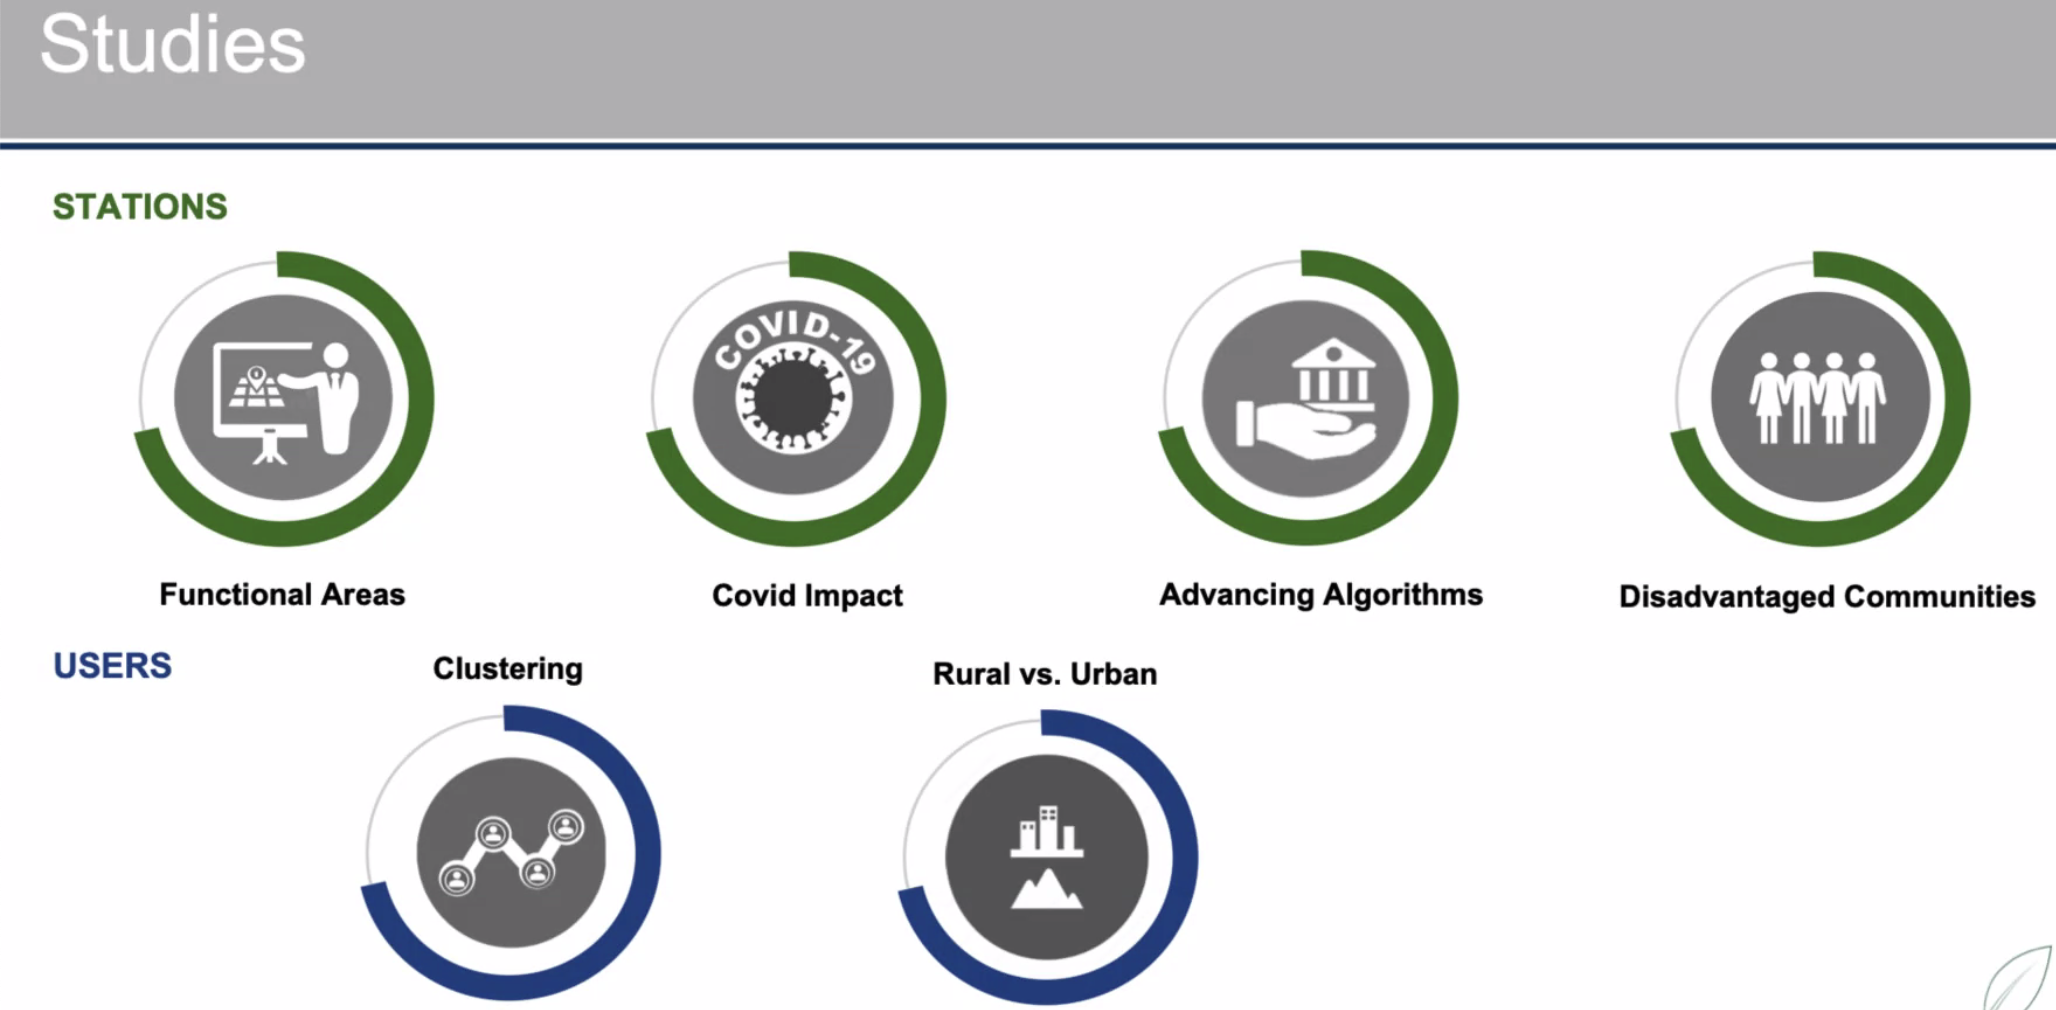 Studies
STATIONS
COVID-19
Functional Areas
Covid Impact
Advancing Algorithms
Disadvantaged Communities
USERS
Clustering
Rural vs. Urban